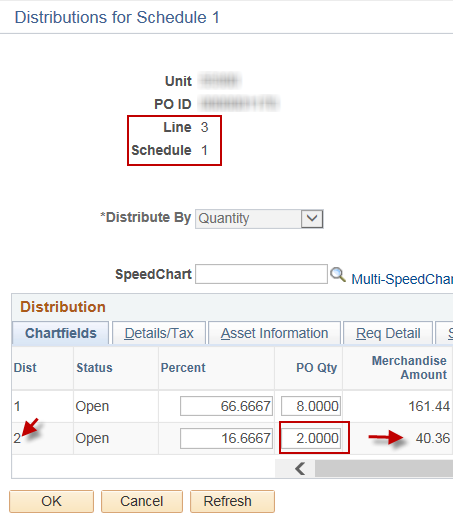 Distributions for Schedule 1
Unit
PO ID
Line 3
Schedule 1
*Distribute By Quantity
SpeedChart Multi-SpeedChar
Distribution
Chartfields Details/Tax Asset Information Req Detail S
Dist Status Percent PO Qty Merchandise Amount
1 Open 66.6667 8.0000 161.44
2 Open 16.6667 2.0000 40.36
OK Cancel Refresh